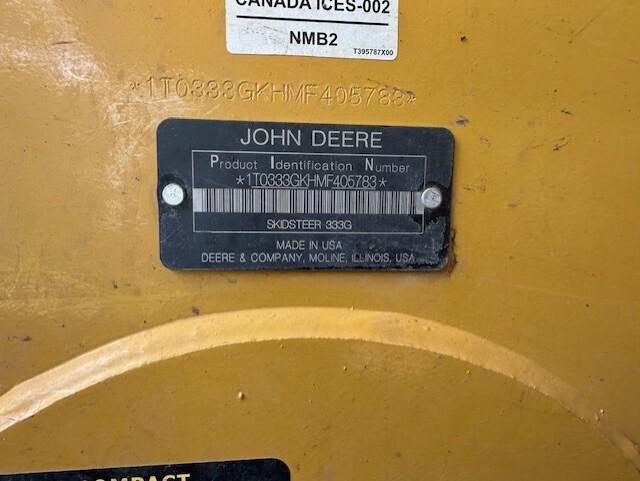 CANADA ICES-002
NMB2
T395787X00
*1T0333GKHMF405783*
JOHN DEERE
Product Identification Number
*1T0333GKHMF405783*
SKIDSTEER 333G
MADE IN USA
DEERE & COMPANY, MOLINE, ILLINOIS, USA
COMPACT